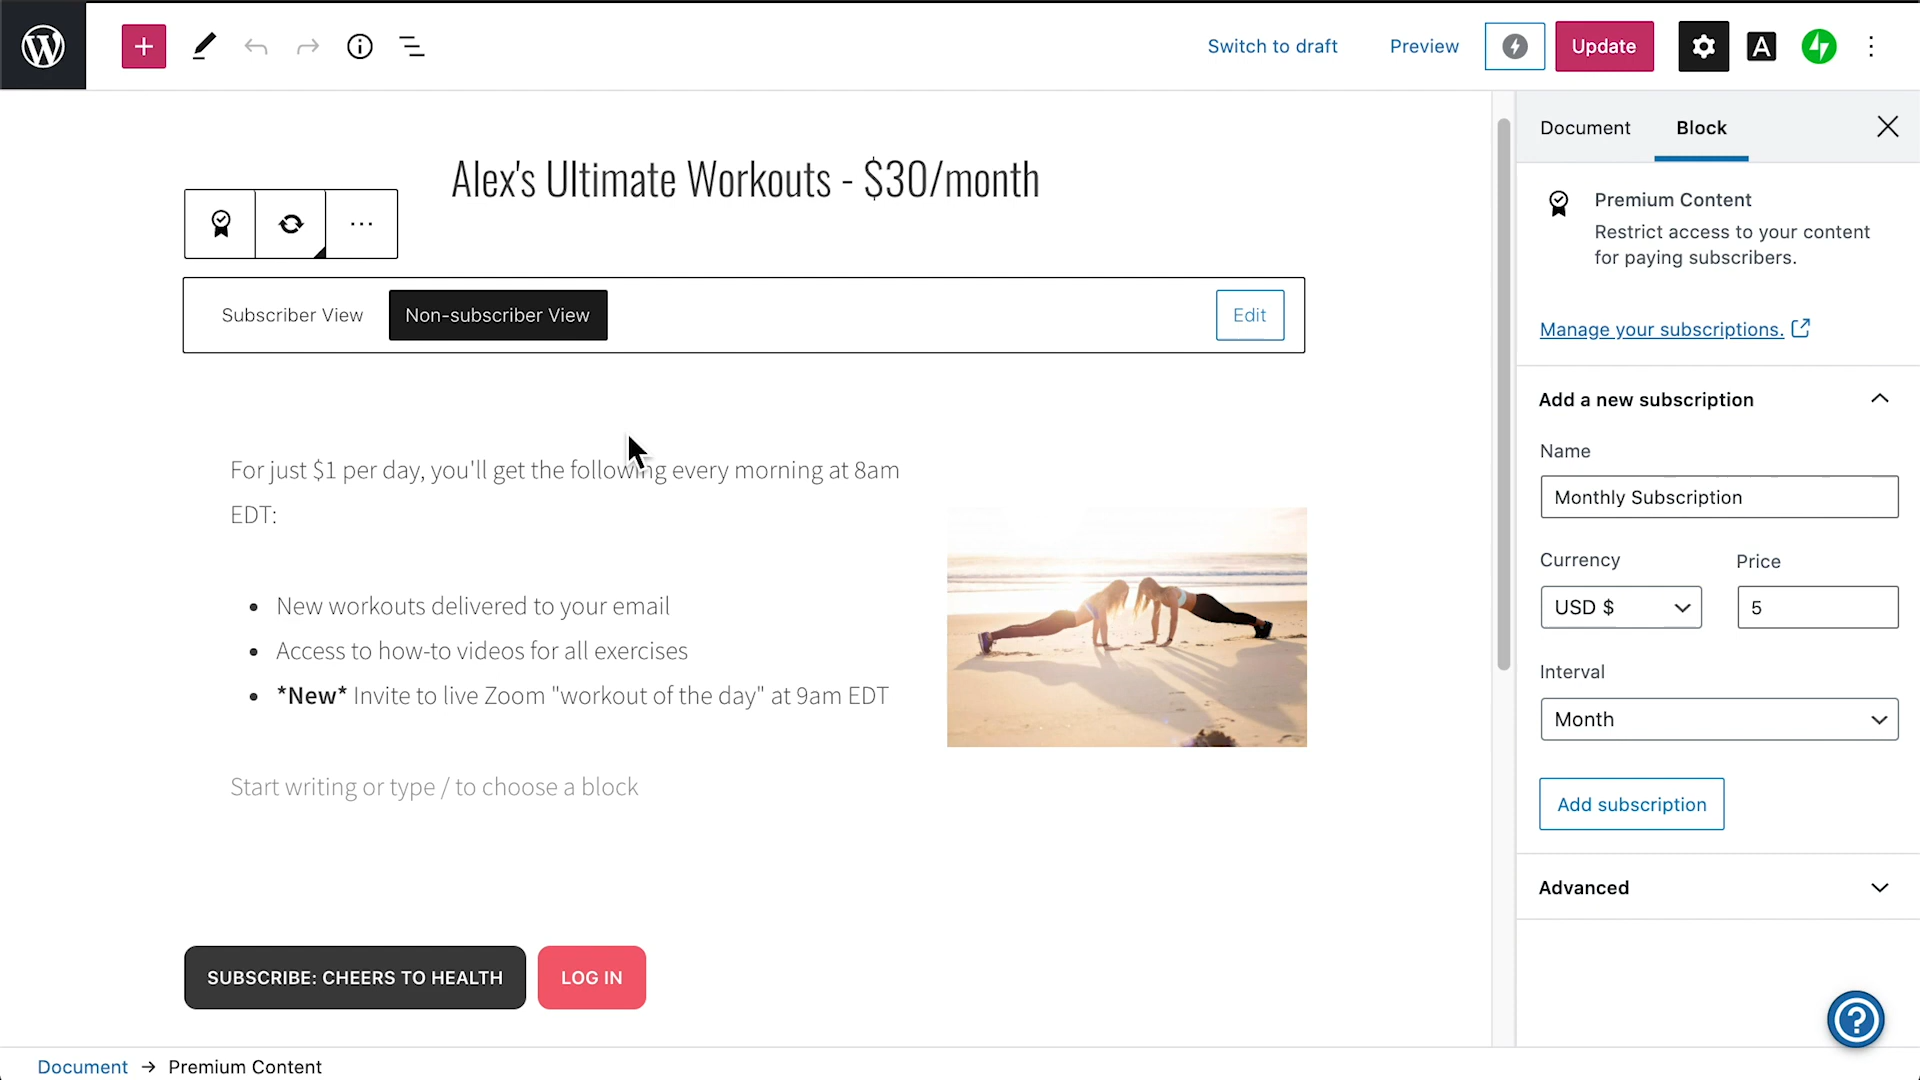 Switch to draft
Preview
Update
A
Document
Block
Alex's Ultimate Workouts - $30/month
Premium Content
Restrict access to your content
for paying subscribers.
Subscriber View
Non-subscriber View
Edit
Manage your subscriptions.
Add a new subscription
Name
Monthly Subscription
For just $1 per day, you'll get the following every morning at 8am
EDT:
Currency
Price
USD $
5
New workouts delivered to your email
Access to how-to videos for all exercises
*New* Invite to live Zoom "workout of the day" at 9am EDT
Interval
Month
Start writing or type / to choose a block
Add subscription
Advanced
SUBSCRIBE: CHEERS TO HEALTH
LOG IN
Document → Premium Content